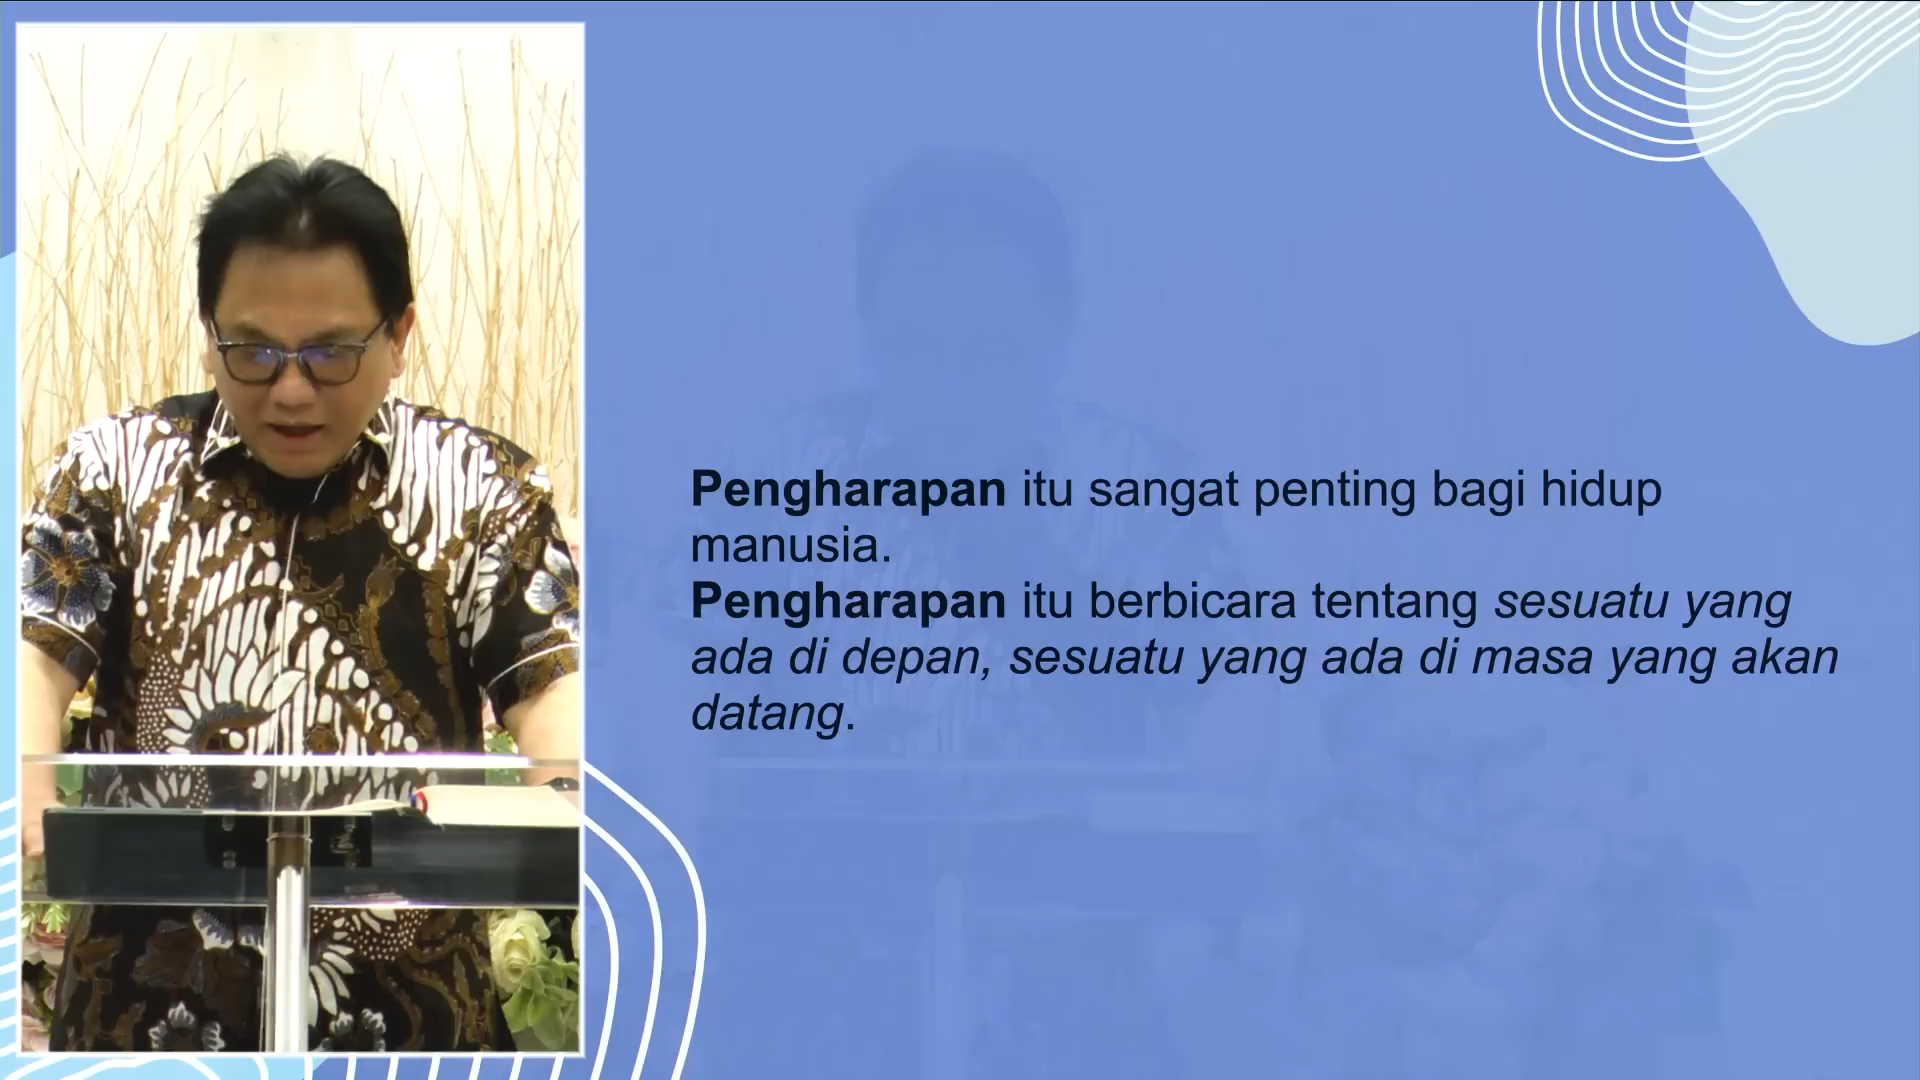 Pengharapan itu sangat penting bagi hidup
manusia.
Pengharapan itu berbicara tentang sesuatu yang
ada di depan, sesuatu yang ada di masa yang akan
datang.